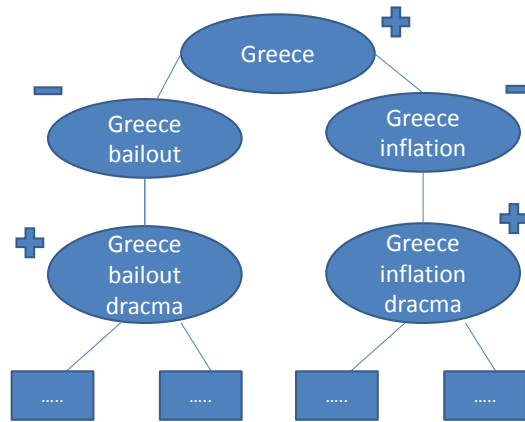 Greece
Greece
bailout
Greece
inflation
Greece
bailout
dracma
Greece
inflation
dracma
.....
.....
.....
.....